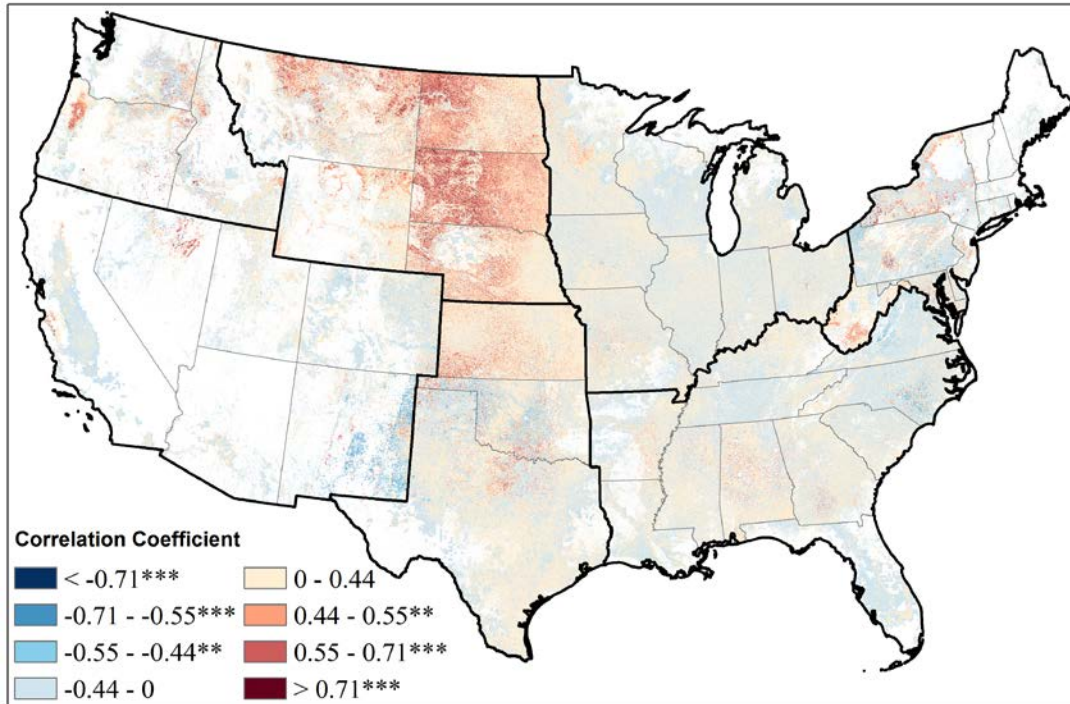 Correlation Coefficient
< -0.71***
0 - 0.44
-0.71 - -0.55***
0.44 - 0.55**
-0.55 - -0.44**
0.55 - 0.71***
-0.44 - 0
> 0.71***